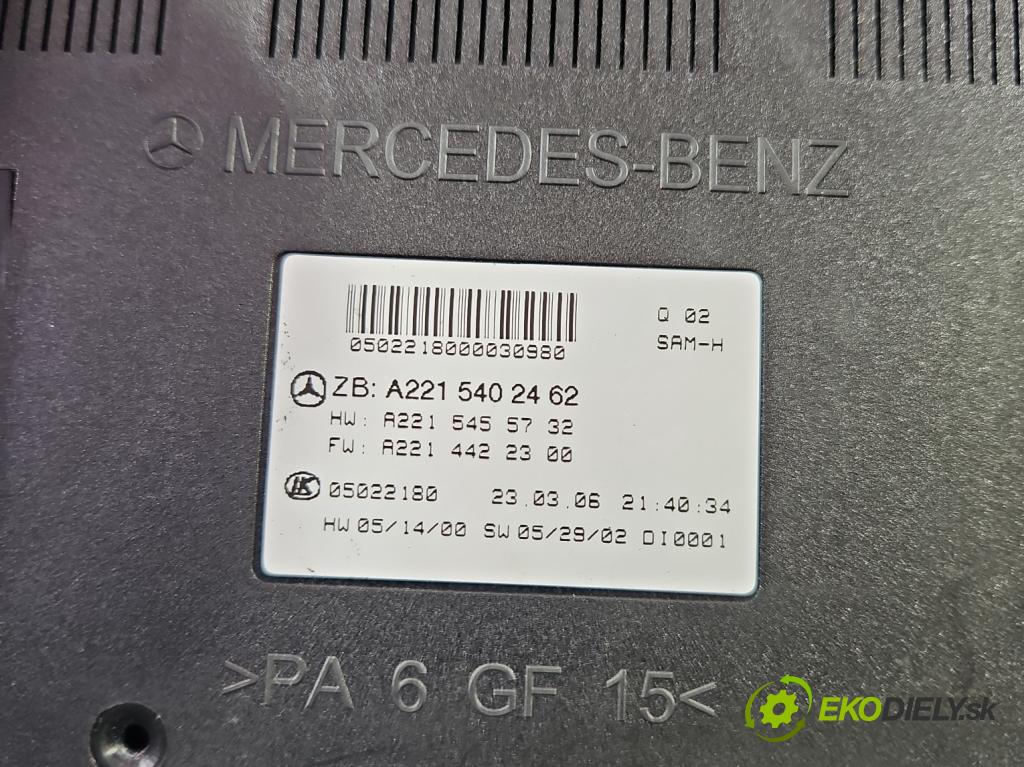 MERCEDES-BENZ
Q 02
0502218000030980
SAM-H
ZB: A221 540 24 62
HW: A221 545 57 32
FW: A221 442 23 00
05022180 23.03.06 21:40:34
HW 05/14/00 SW 05/29/02 DI0001
>PA 6 GF 15<
EKODIELY.sk